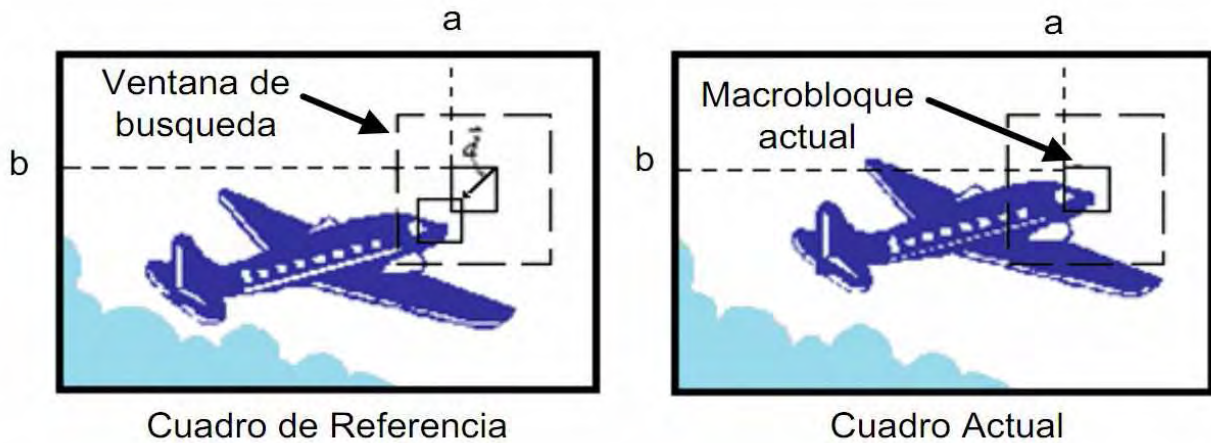 a
a
Ventana de
busqueda
Macrobloque
actual
b
b
Cuadro de Referencia
Cuadro Actual